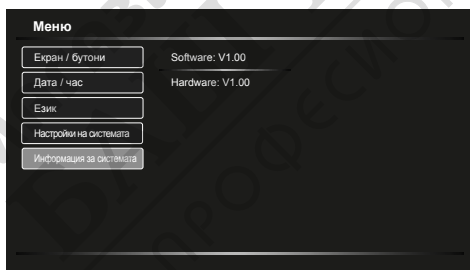 Меню
Екран / бутони
Software: V1.00
Дата / час
Hardware: V1.00
Език
Настройки на системата
Информация за системата